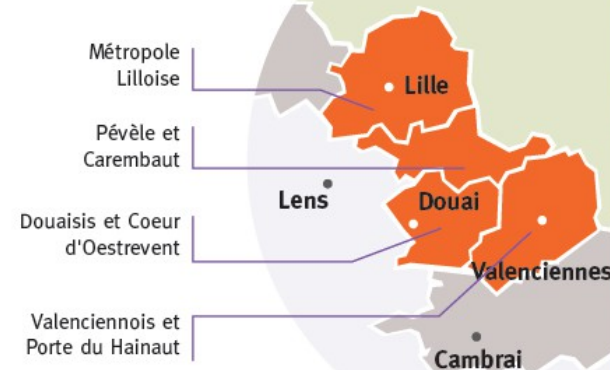 Métropole
Lilloise
Lille
Pévèle et
Carembaut
Lens
Douai
Douaisis et Coeur
d'Oestrevent
Valenciennes
Valenciennois et
Porte du Hainaut
Cambrai